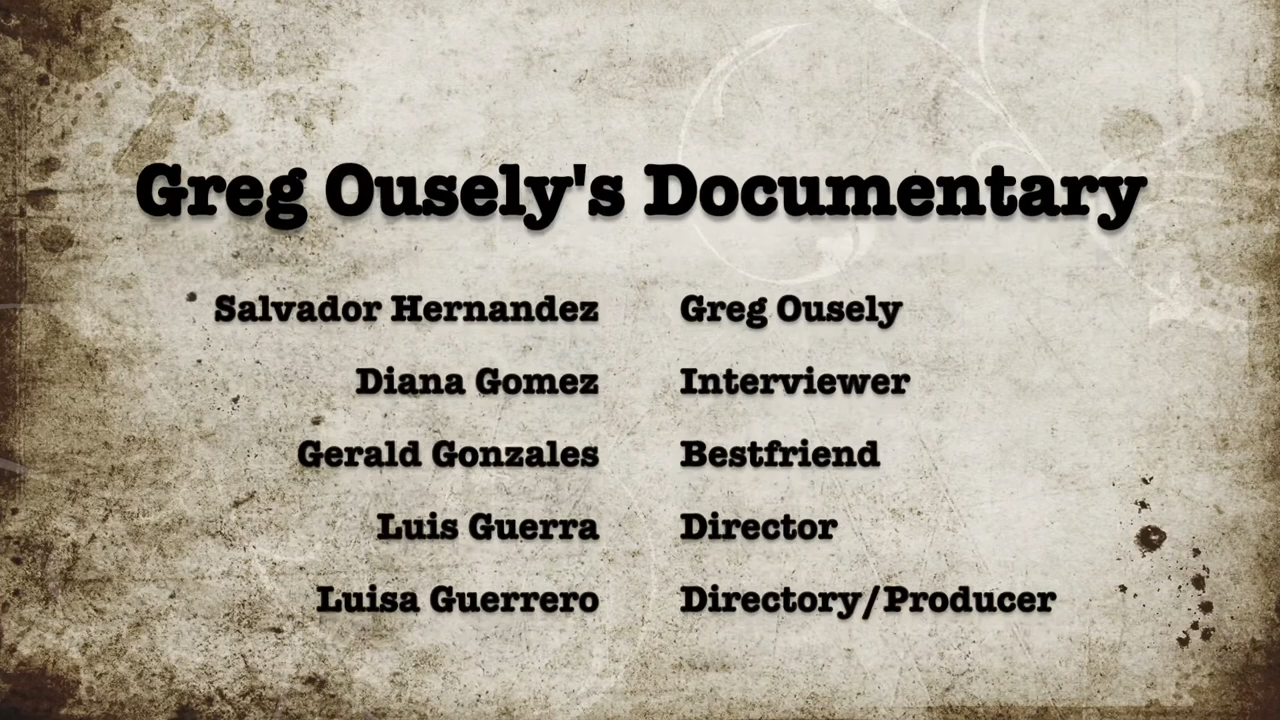 Greg Ousely's Documentary
Salvador Hernandez Greg Ousely
Diana Gomez Interviewer
Gerald Gonzales Bestfriend
Luis Guerra Director
Luisa Guerrero Directory/Producer